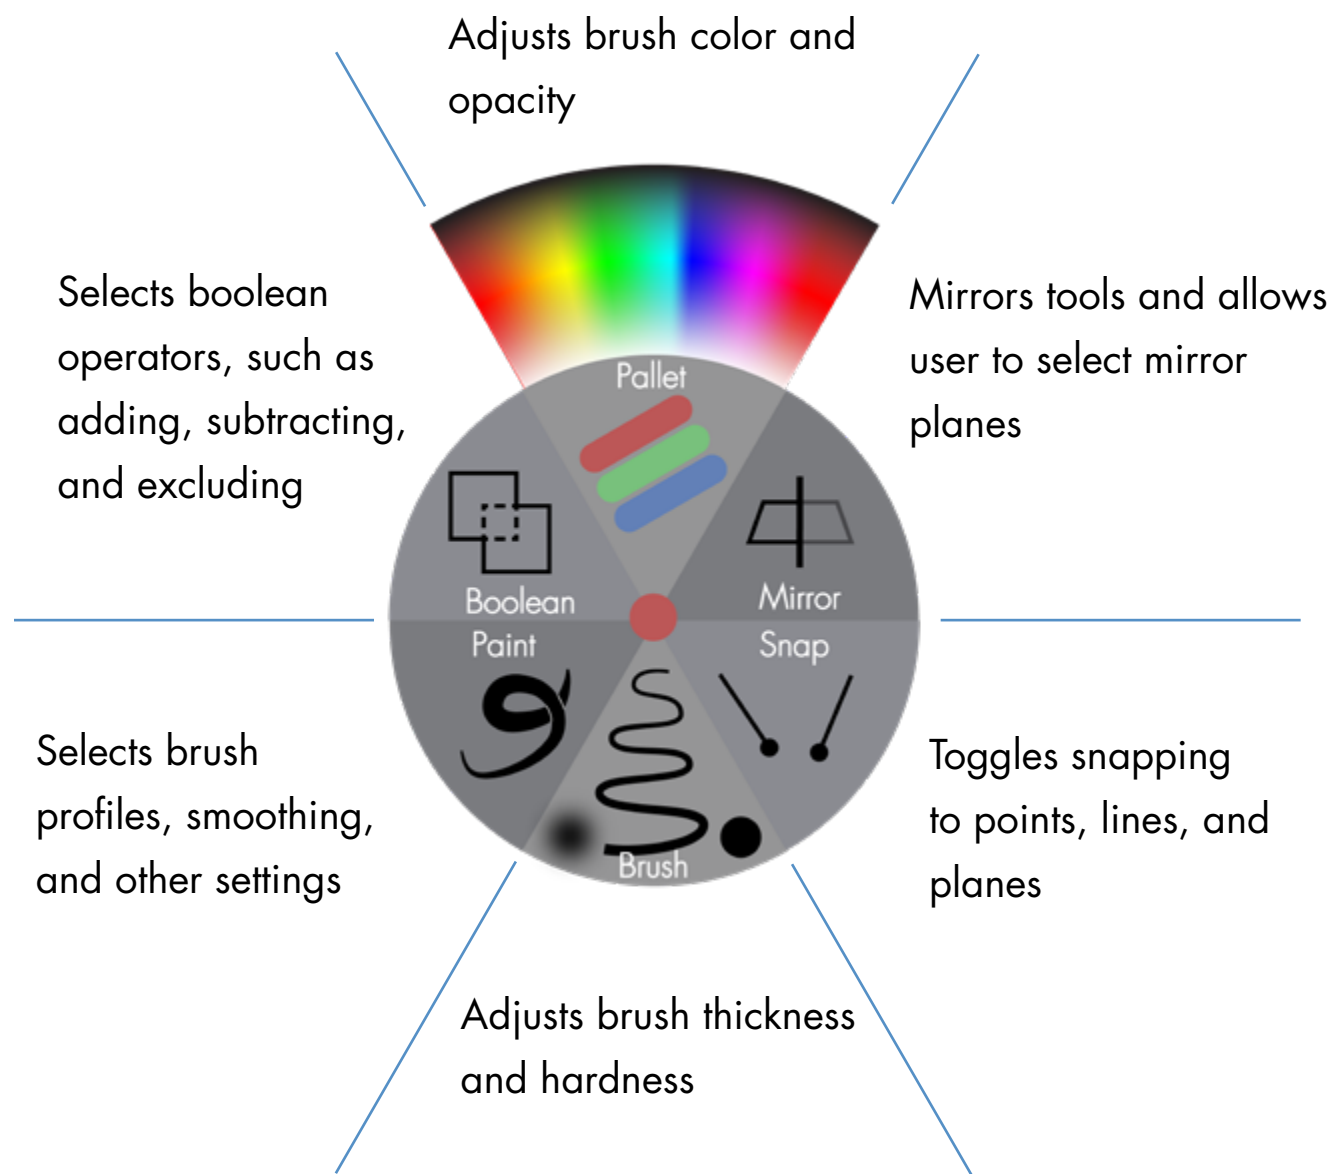 Adjusts brush color and
opacity
Selects boolean
operators, such as
adding, subtracting,
and excluding
Mirrors tools and allows
user to select mirror
planes
Pallet
Boolean
Mirror
Paint
Snap
Brush
Selects brush
profiles, smoothing,
and other settings
Toggles snapping
to points, lines, and
planes
Adjusts brush thickness
and hardness